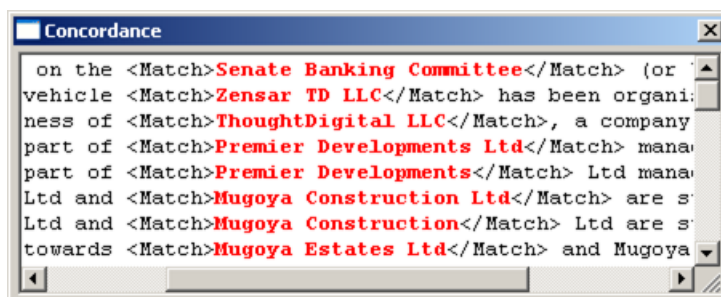 Concordance
on the <Match>Senate Banking Committee</Match> (or
vehicle <Match>Zensar TD LLC</Match> has been organi
ness of <Match>ThoughtDigital LLC</Match>, a company
part of <Match>Premier Developments Ltd</Match> mana
part of <Match>Premier Developments</Match> Ltd mana
Ltd and <Match>Mugoya Construction Ltd</Match> are s
Ltd and <Match>Mugoya Construction</Match> Ltd are s
towards <Match>Mugoya Estates Ltd</Match> and Mugoya